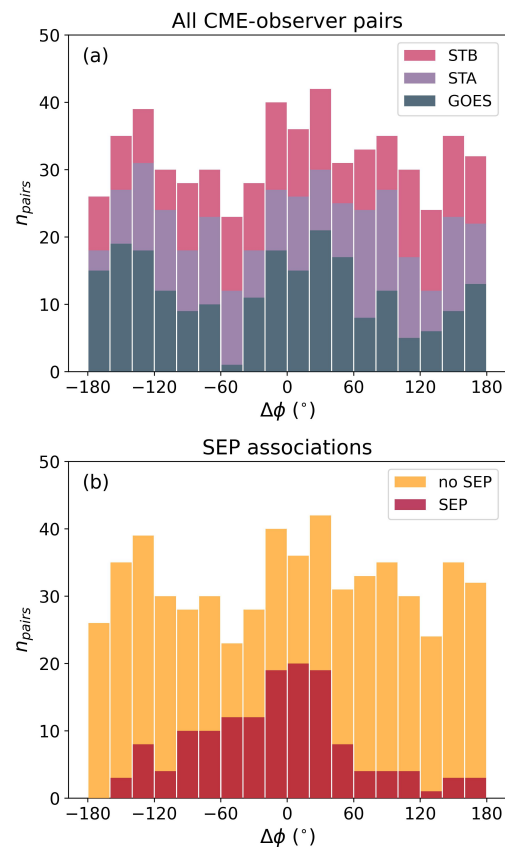 All CME-observer pairs
(a)
STB
STA
GOES
50
40
30
20
10
0
n_pairs
−180 −120 −60 0 60 120 180
Δϕ (°)
SEP associations
(b)
no SEP
SEP
50
40
30
20
10
0
n_pairs
−180 −120 −60 0 60 120 180
Δϕ (°)